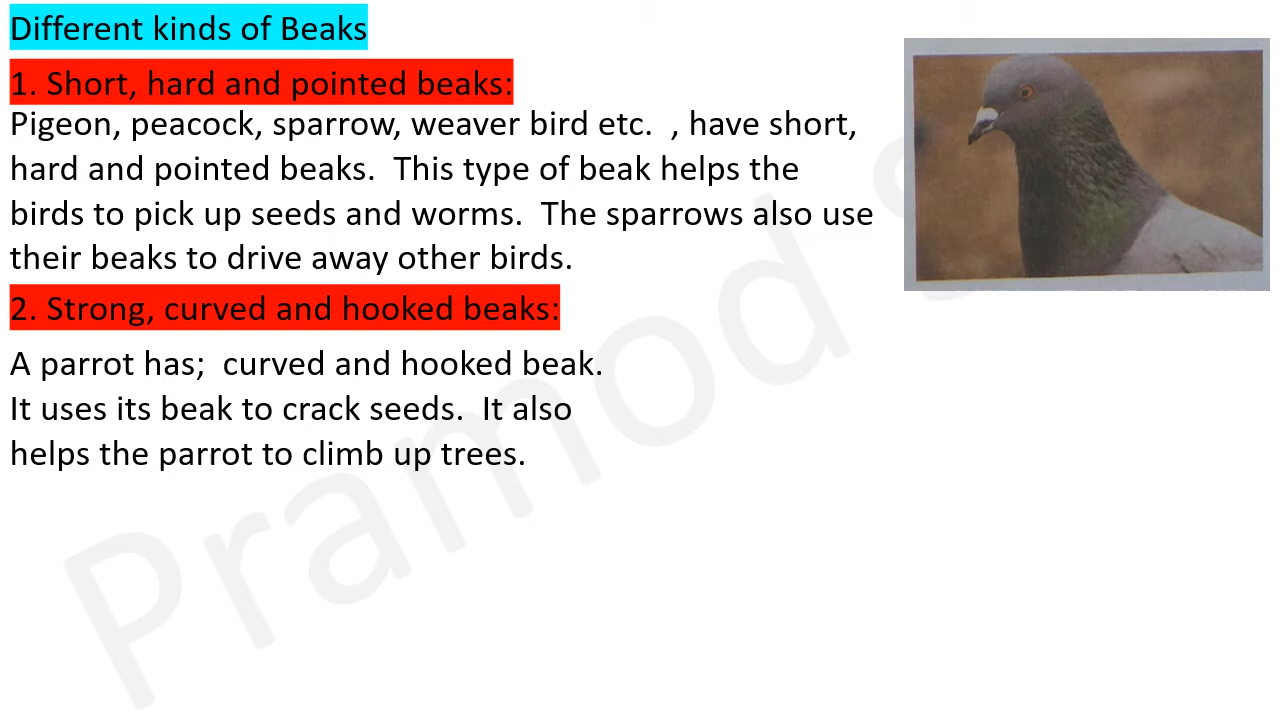 Different kinds of Beaks
1. Short, hard and pointed beaks:
Pigeon, peacock, sparrow, weaver bird etc.  , have short,
hard and pointed beaks.  This type of beak helps the
birds to pick up seeds and worms.  The sparrows also use
their beaks to drive away other birds.
2. Strong, curved and hooked beaks:
A parrot has;  curved and hooked beak.
It uses its beak to crack seeds.  It also
helps the parrot to climb up trees.
Pramod S